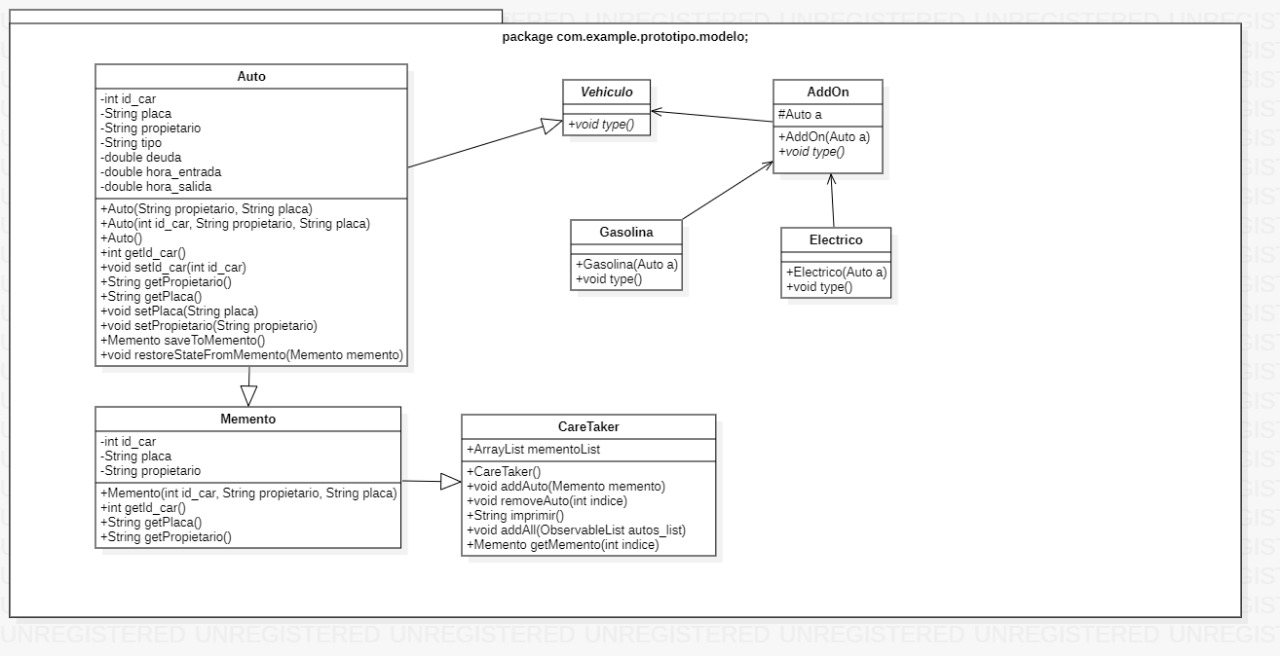 package com.example.prototipo.modelo;
Auto
-int id_car
-String placa
-String propietario
-String tipo
-double deuda
-double hora_entrada
-double hora_salida
+Auto(String propietario, String placa)
+Auto(int id_car, String propietario, String placa)
+Auto()
+int getId_car()
+void setId_car(int id_car)
+String getPropietario()
+String getPlaca()
+void setPlaca(String placa)
+void setPropietario(String propietario)
+Memento saveToMemento()
+void restoreStateFromMemento(Memento memento)
Vehiculo
+void type()
AddOn
#Auto a
+AddOn(Auto a)
+void type()
Gasolina
+Gasolina(Auto a)
+void type()
Electrico
+Electrico(Auto a)
+void type()
Memento
-int id_car
-String placa
-String propietario
+Memento(int id_car, String propietario, String placa)
+int getId_car()
+String getPlaca()
+String getPropietario()
CareTaker
+ArrayList mementoList
+CareTaker()
+void addAuto(Memento memento)
+void removeAuto(int indice)
+String imprimir()
+void addAll(ObservableList autos_list)
+Memento getMemento(int indice)
UNREGISTERED UNREGISTERED UNREGISTERED UNREGISTERED UNREGISTERED UNREGISTERED